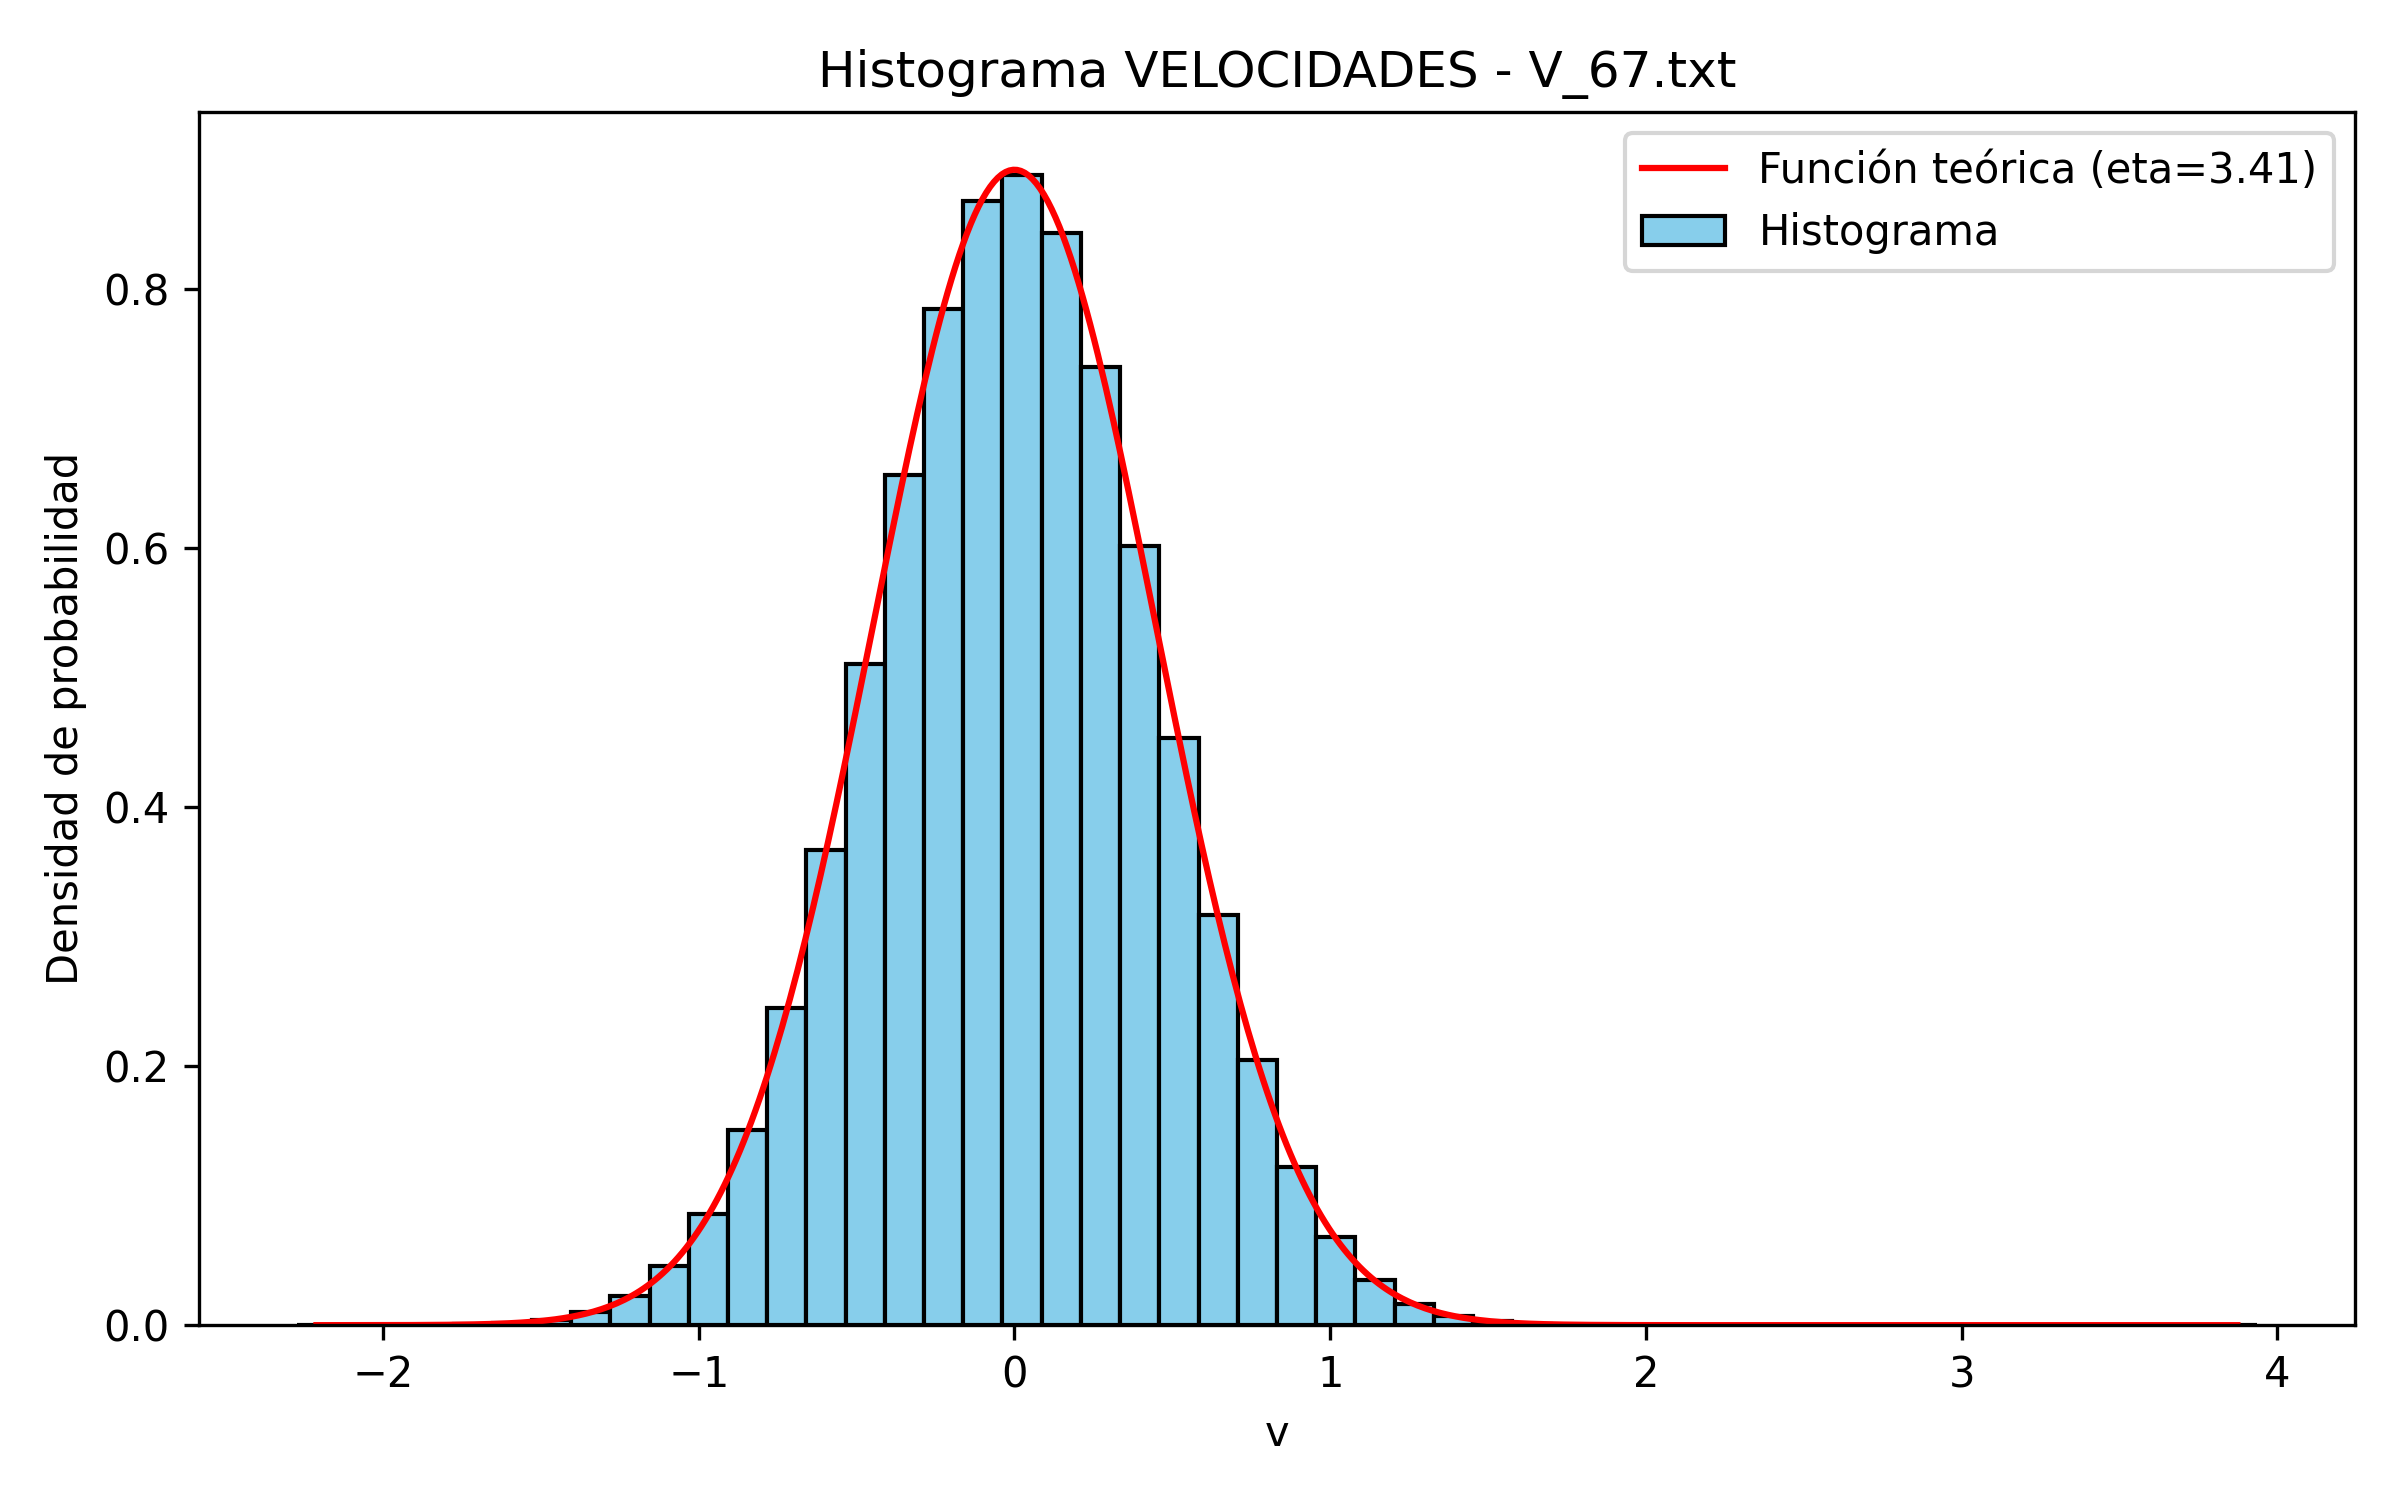 Histograma VELOCIDADES - V_67.txt
Función teórica (eta=3.41)
Histograma
Densidad de probabilidad
0.8
0.6
0.4
0.2
0.0
−2
−1
0
1
2
3
4
v